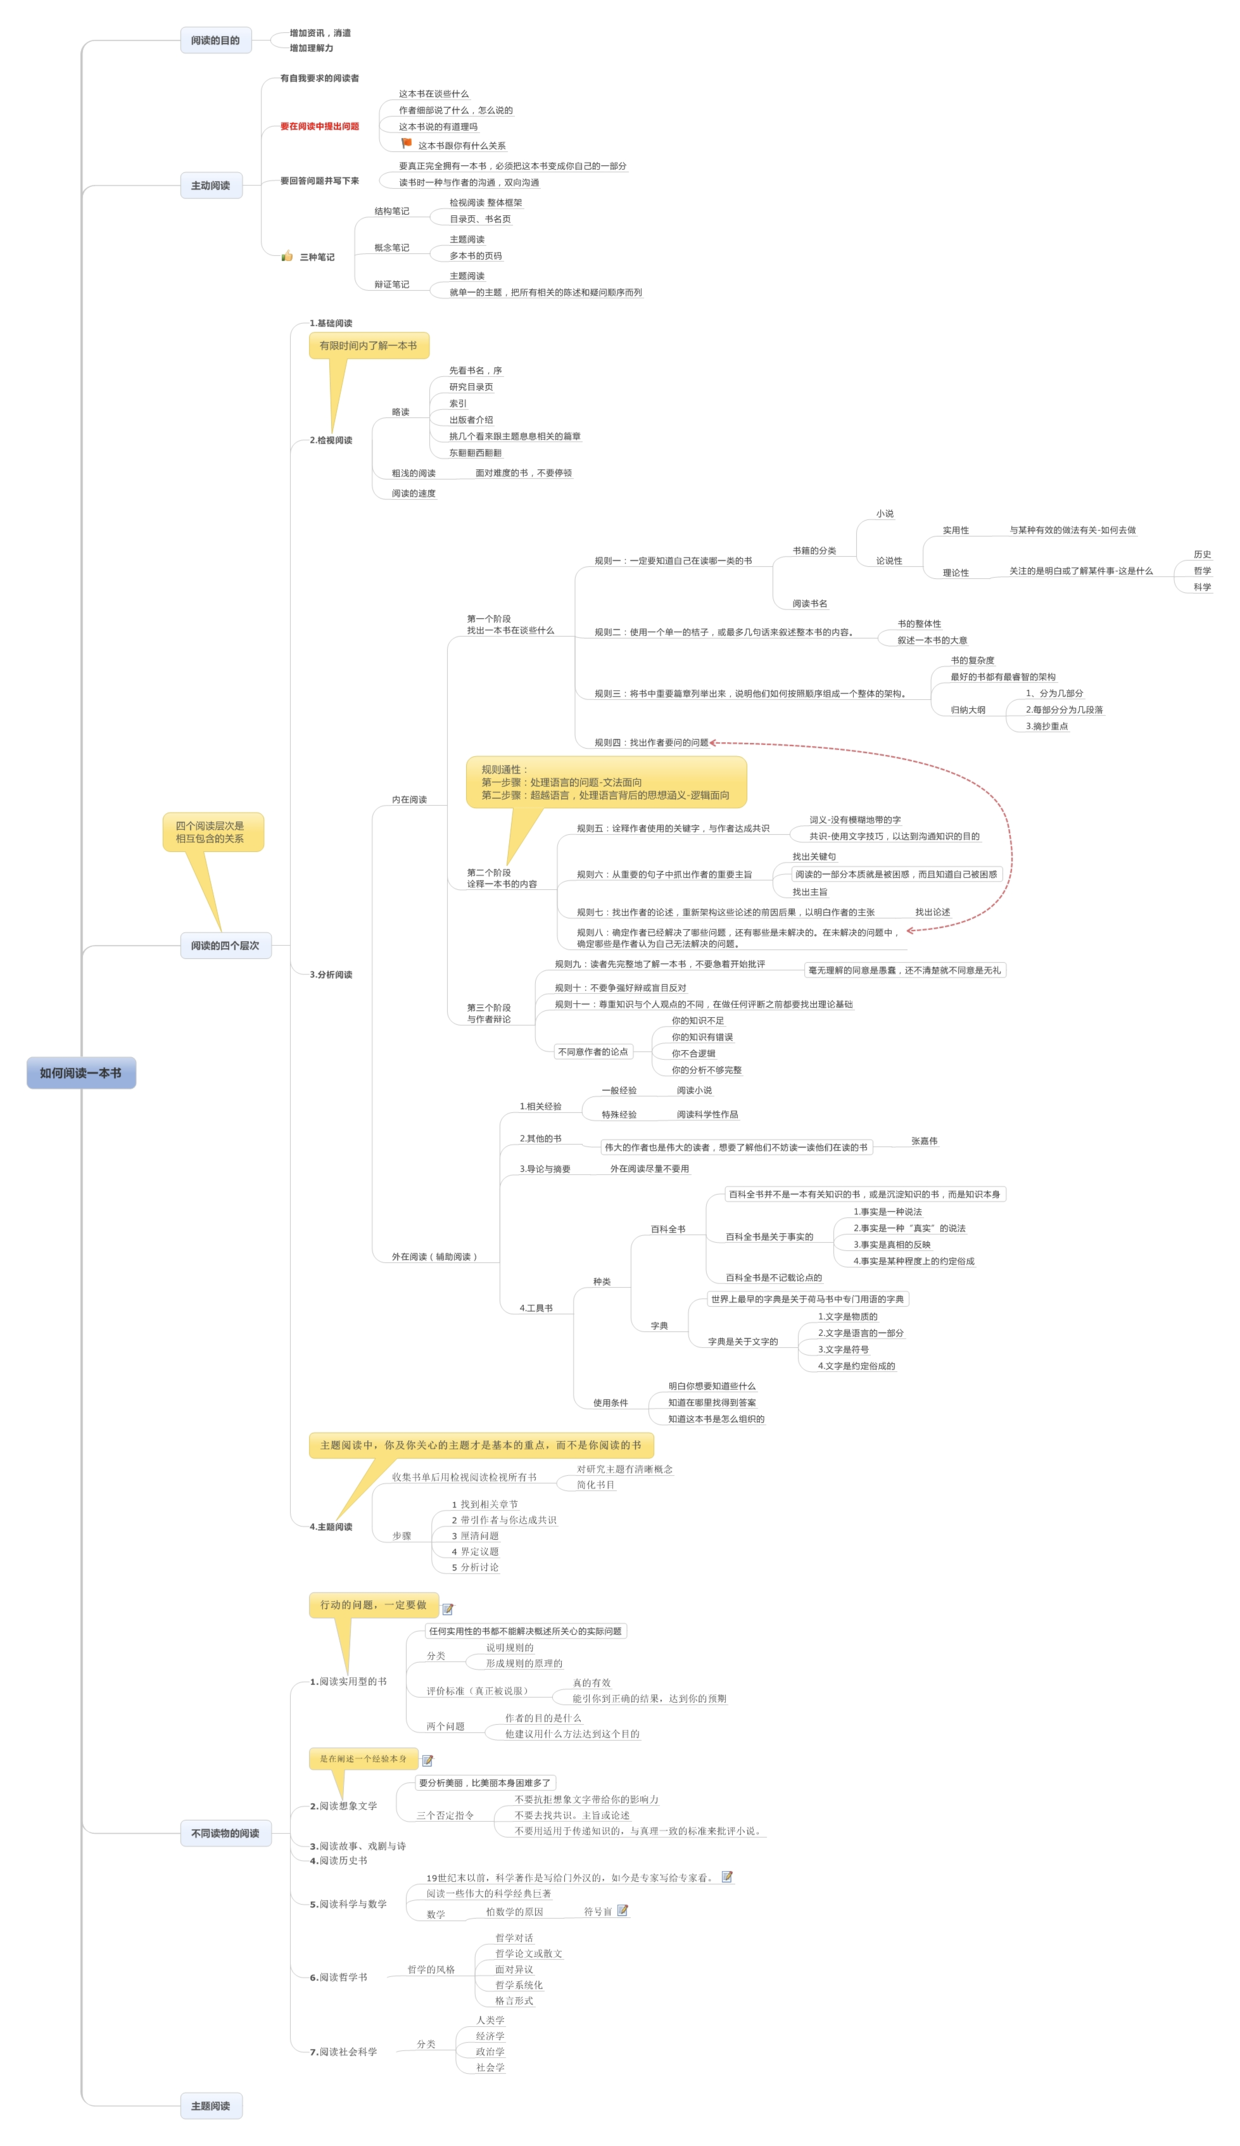 阅读的目的
增加资讯，消遣
增加理解力
主动阅读
有自我要求的阅读者
要在阅读中提出问题
这本书在谈些什么
作者细部说了什么，怎么说的
这本书说的有道理吗
这本书跟你有什么关系
要回答问题并写下来
要真正完全拥有一本书，必须把这本书变成你自己的一部分
读书时一种与作者的沟通，双向沟通
三种笔记
结构笔记
检视阅读 整体框架
目录页、书名页
概念笔记
主题阅读
多本书的页码
辩证笔记
主题阅读
就单一的主题，把所有相关的陈述和疑问顺序而列
四个阅读层次是
相互包含的关系
阅读的四个层次
1.基础阅读
有限时间内了解一本书
2.检视阅读
略读
先看书名，序
研究目录页
索引
出版者介绍
挑几个看来跟主题息息相关的篇章
东翻翻西翻翻
粗浅的阅读
面对难度的书，不要停顿
阅读的速度
3.分析阅读
内在阅读
第一个阶段
找出一本书在谈些什么
规则一：一定要知道自己在读哪一类的书
书籍的分类
小说
论说性
实用性
与某种有效的做法有关-如何去做
理论性
关注的是明白或了解某件事-这是什么
历史
哲学
科学
阅读书名
规则二：使用一个单一的桔子，或最多几句话来叙述整本书的内容。
书的整体性
叙述一本书的大意
规则三：将书中重要篇章列举出来，说明他们如何按照顺序组成一个整体的架构。
书的复杂度
最好的书都有最睿智的架构
归纳大纲
1、分为几部分
2.每部分分为几段落
3.摘抄重点
规则四：找出作者要问的问题
规则通性：
第一步骤：处理语言的问题-文法面向
第二步骤：超越语言，处理语言背后的思想涵义-逻辑面向
第二个阶段
诠释一本书的内容
规则五：诠释作者使用的关键字，与作者达成共识
词义-没有模糊地带的字
共识-使用文字技巧，以达到沟通知识的目的
规则六：从重要的句子中抓出作者的重要主旨
找出关键句
阅读的一部分本质就是被困惑，而且知道自己被困惑
找出主旨
规则七：找出作者的论述，重新架构这些论述的前因后果，以明白作者的主张
找出论述
规则八：确定作者已经解决了哪些问题，还有哪些是未解决的。在未解决的问题中，
确定哪些是作者认为自己无法解决的问题。
第三个阶段
与作者辩论
规则九：读者先完整地了解一本书，不要急着开始批评
毫无理解的同意是愚蠢，还不清楚就不同意是无礼
规则十：不要争强好辩或盲目反对
规则十一：尊重知识与个人观点的不同，在做任何评断之前都要找出理论基础
不同意作者的论点
你的知识不足
你的知识有错误
你不合逻辑
你的分析不够完整
外在阅读（辅助阅读）
1.相关经验
一般经验
阅读小说
特殊经验
阅读科学性作品
2.其他的书
伟大的作者也是伟大的读者，想要了解他们不妨读一读他们在读的书
张嘉伟
3.导论与摘要
外在阅读尽量不要用
4.工具书
种类
百科全书
百科全书并不是一本有关知识的书，或是沉淀知识的书，而是知识本身
百科全书是关于事实的
1.事实是一种说法
2.事实是一种“真实”的说法
3.事实是真相的反映
4.事实是某种程度上的约定俗成
百科全书是不记载论点的
字典
世界上最早的字典是关于荷马书中专门用语的字典
字典是关于文字的
1.文字是物质的
2.文字是语言的一部分
3.文字是符号
4.文字是约定俗成的
使用条件
明白你想要知道些什么
知道在哪里找得到答案
知道这本书是怎么组织的
如何阅读一本书
主题阅读中，你及你关心的主题才是基本的重点，而不是你阅读的书
4.主题阅读
收集书单后用检视阅读检视所有书
对研究主题有清晰概念
简化书目
步骤
1 找到相关章节
2 带引作者与你达成共识
3 厘清问题
4 界定议题
5 分析讨论
不同读物的阅读
行动的问题，一定要做
1.阅读实用型的书
任何实用性的书都不能解决概述所关心的实际问题
分类
说明规则的
形成规则的原理的
评价标准（真正被说服）
真的有效
能引你到正确的结果，达到你的预期
两个问题
作者的目的是什么
他建议用什么方法达到这个目的
是在阐述一个经验本身
2.阅读想象文学
要分析美丽，比美丽本身困难多了
三个否定指令
不要抗拒想象文字带给你的影响力
不要去找共识。主旨或论述
不要用适用于传递知识的，与真理一致的标准来批评小说。
3.阅读故事、戏剧与诗
4.阅读历史书
5.阅读科学与数学
19世纪末以前，科学著作是写给门外汉的，如今是专家写给专家看。
阅读一些伟大的科学经典巨著
数学
怕数学的原因
符号盲
6.阅读哲学书
哲学的风格
哲学对话
哲学论文或散文
面对异议
哲学系统化
格言形式
7.阅读社会科学
分类
人类学
经济学
政治学
社会学
主题阅读